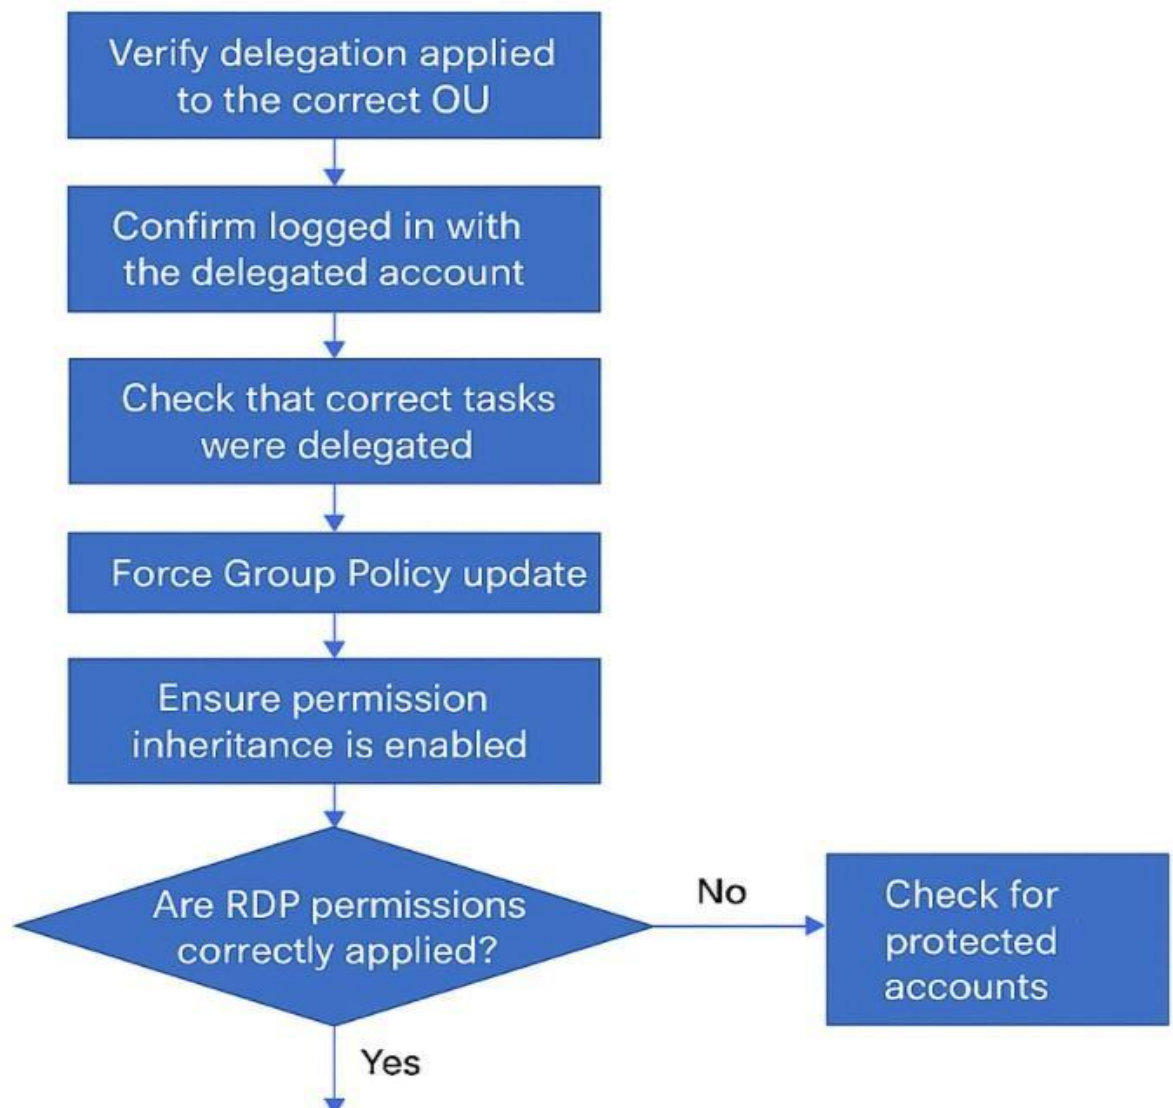 Verify delegation applied
to the correct OU
Confirm logged in with
the delegated account
Check that correct tasks
were delegated
Force Group Policy update
Ensure permission
inheritance is enabled
Are RDP permissions
correctly applied?
No
Check for
protected
accounts
Yes